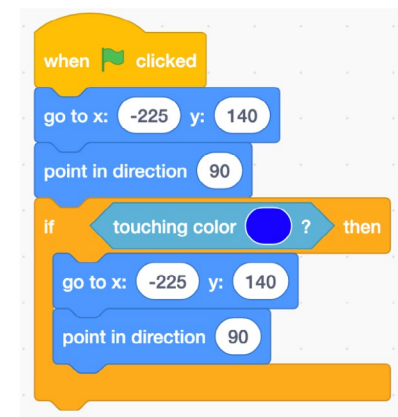 when clicked
go to x: -225 y: 140
point in direction 90
if touching color ? then
go to x: -225 y: 140
point in direction 90